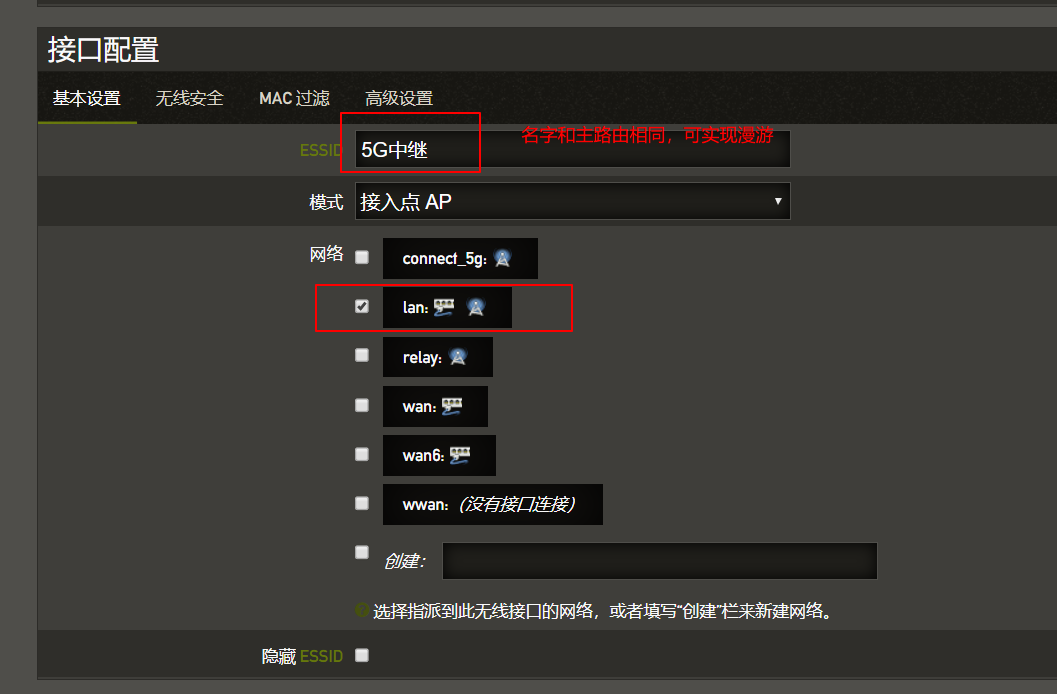 接口配置
基本设置 无线安全 MAC 过滤 高级设置
ESSID 5G中继 名字和主路由相同，可实现漫游
模式 接入点 AP
网络 connect_5g:
lan:
relay:
wan:
wan6:
wwan: (没有接口连接)
创建:
选择指派到此无线接口的网络，或者填写“创建”栏来新建网络。
隐藏 ESSID